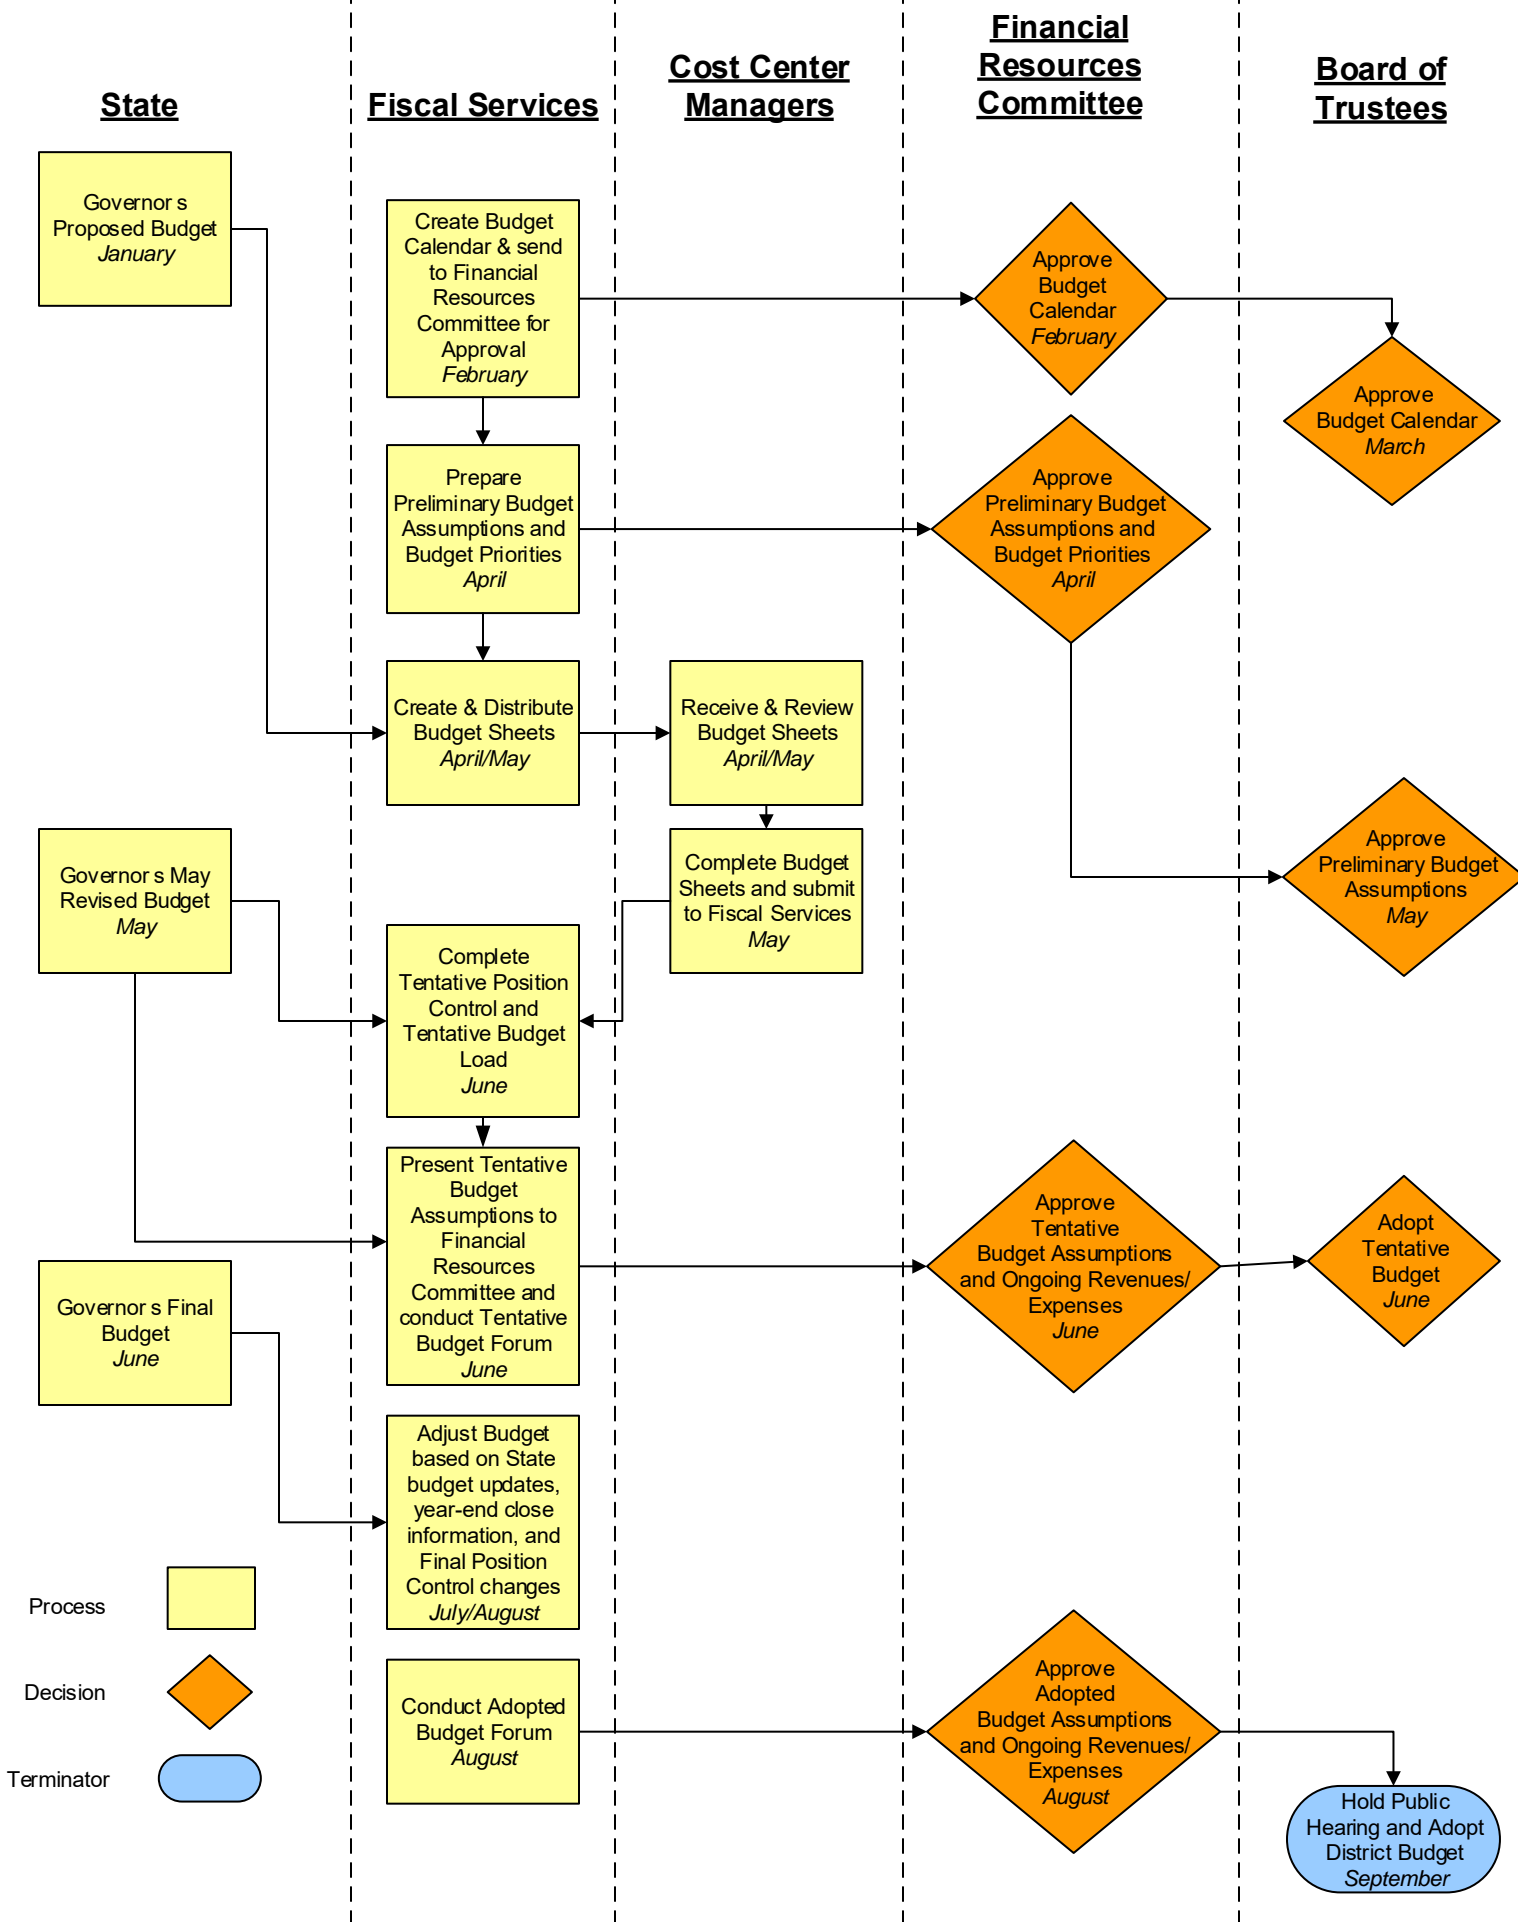 State
Fiscal Services
Cost Center
Managers
Financial
Resources
Committee
Board of
Trustees
Governor s
Proposed Budget
January
Create Budget
Calendar & send
to Financial
Resources
Committee for
Approval
February
Approve
Budget
Calendar
February
Approve
Budget Calendar
March
Prepare
Preliminary Budget
Assumptions and
Budget Priorities
April
Approve
Preliminary Budget
Assumptions and
Budget Priorities
April
Create & Distribute
Budget Sheets
April/May
Receive & Review
Budget Sheets
April/May
Approve
Preliminary Budget
Assumptions
May
Governor s May
Revised Budget
May
Complete Budget
Sheets and submit
to Fiscal Services
May
Complete
Tentative Position
Control and
Tentative Budget
Load
June
Present Tentative
Budget
Assumptions to
Financial
Resources
Committee and
conduct Tentative
Budget Forum
June
Approve
Tentative
Budget Assumptions
and Ongoing Revenues/
Expenses
June
Adopt
Tentative
Budget
June
Governor s Final
Budget
June
Adjust Budget
based on State
budget updates,
year-end close
information, and
Final Position
Control changes
July/August
Process
Decision
Terminator
Conduct Adopted
Budget Forum
August
Approve
Adopted
Budget Assumptions
and Ongoing Revenues/
Expenses
August
Hold Public
Hearing and Adopt
District Budget
September